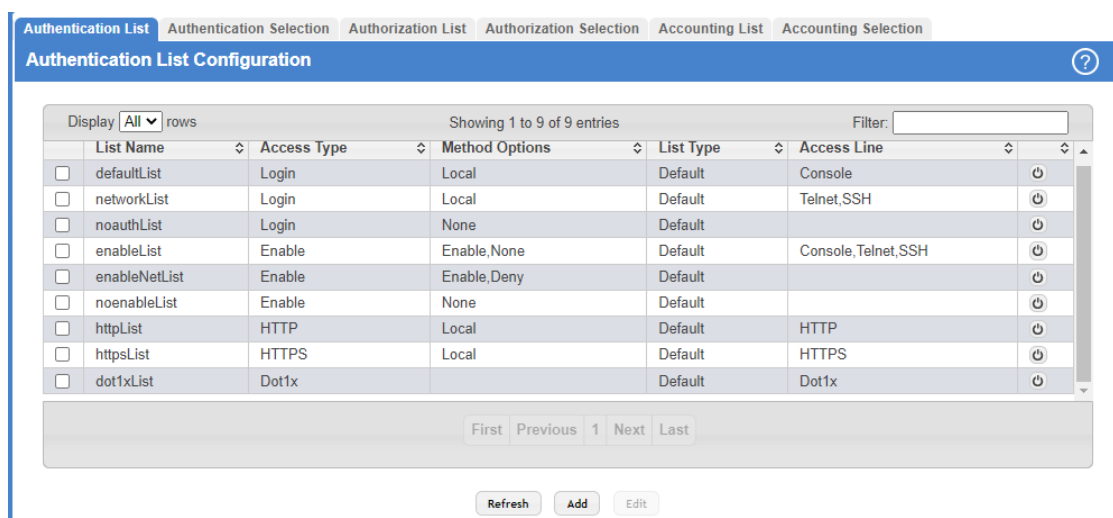 Authentication List Authentication Selection Authorization List Authorization Selection Accounting List Accounting Selection
Authentication List Configuration ?
Display All rows Showing 1 to 9 of 9 entries Filter:
List Name Access Type Method Options List Type Access Line
defaultList Login Local Default Console
networkList Login Local Default Telnet,SSH
noauthList Login None Default
enableList Enable Enable,None Default Console,Telnet,SSH
enableNetList Enable Enable,Deny Default
noenableList Enable None Default
httpList HTTP Local Default HTTP
httpsList HTTPS Local Default HTTPS
dot1xList Dot1x Default Dot1x
First Previous 1 Next Last
Refresh Add Edit